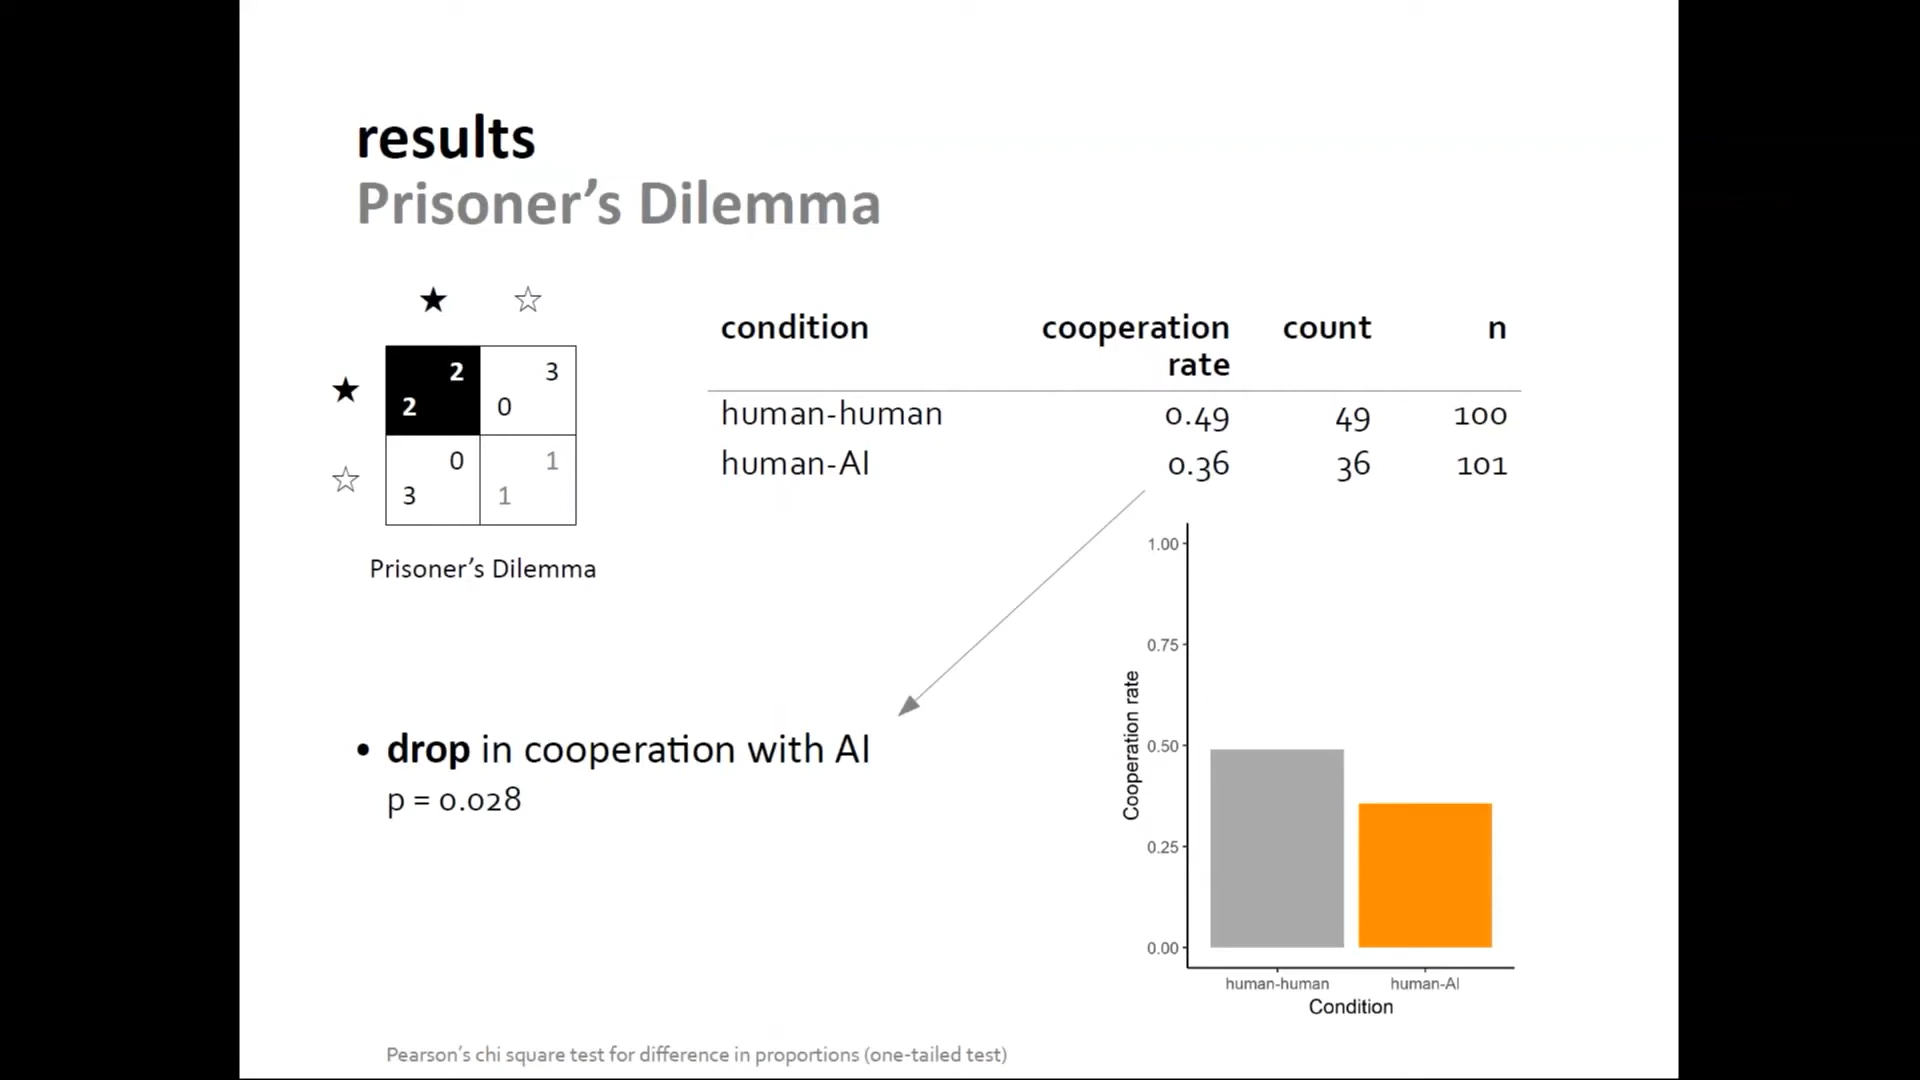 results
Prisoner's Dilemma
★ ☆
★ 2 3
2 0
☆ 0 1
3 1
Prisoner's Dilemma
condition cooperation rate count n
human-human 0.49 49 100
human-AI 0.36 36 101
• drop in cooperation with AI
p = 0.028
1.00
0.75
0.50
0.25
0.00
Cooperation rate
human-human human-AI
Condition
Pearson's chi square test for difference in proportions (one-tailed test)